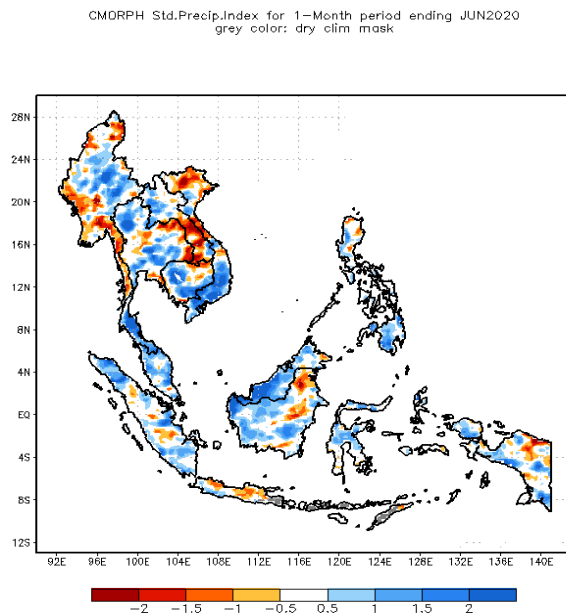 CMORPH Std.Precip.Index for 1-Month period ending JUN2020
grey color: dry clim mask
28N
24N
20N
16N
12N
8N
4N
EQ
4S
8S
12S
92E 96E 100E 104E 108E 112E 116E 120E 124E 128E 132E 136E 140E
-2 -1.5 -1 -0.5 0.5 1 1.5 2